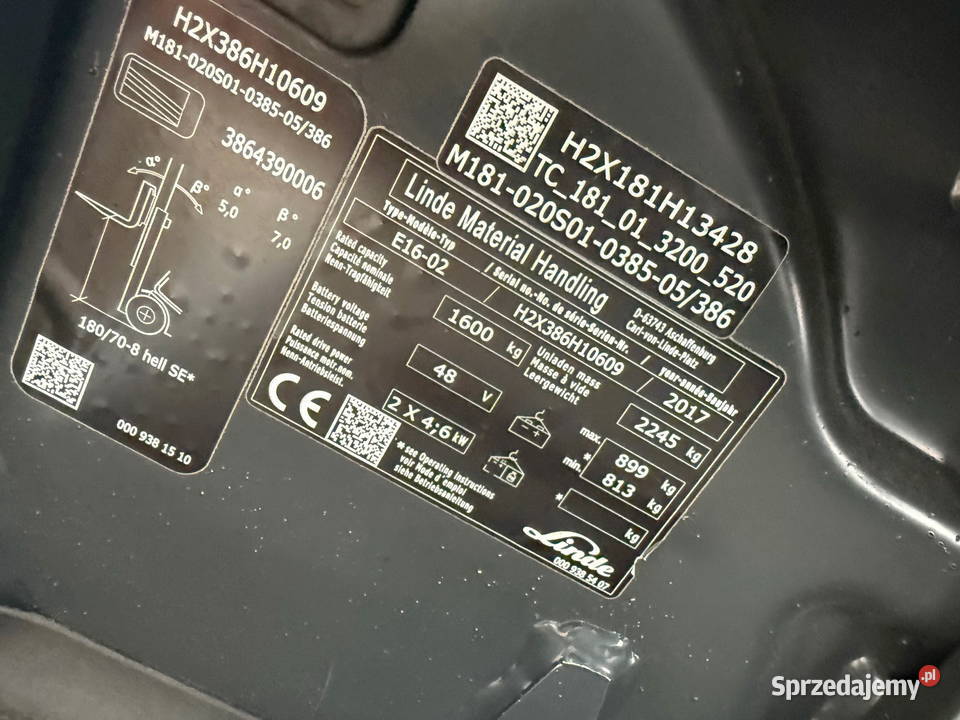 H2X386H10609
M181-020S01-0385-05/386
3864390006
α°
α° β°
β° 5,0 7,0
180/70-8 hell SE*
000 938 15 10
H2X181H13428
TC_181_01_3200_520
M181-020S01-0385-05/386
Linde Material Handling
D-63743 Aschaffenburg
Carl-von-Linde-Platz
Type-Modèle-Typ / Serial no.-No. de série-Serien-Nr. / year-année-Baujahr
E16-02 H2X386H10609 2017
Rated capacity
Capacité nominale
Nenn-Tragfähigkeit
1600 kg
Unladen mass
Masse à vide
Leergewicht
2245 kg
Battery voltage
Tension batterie
Batteriespannung
48 V
max. * 899 kg
min. 813 kg
Rated drive power
Puissance motr.nom.
Nenn-Antriebsleist.
2 X 4;6 kW
* kg
CE
*see Operating Instructions
voir Mode d'emploi
siehe Betriebsanleitung
Linde
000 938 54 07
Sprzedajemy.pl